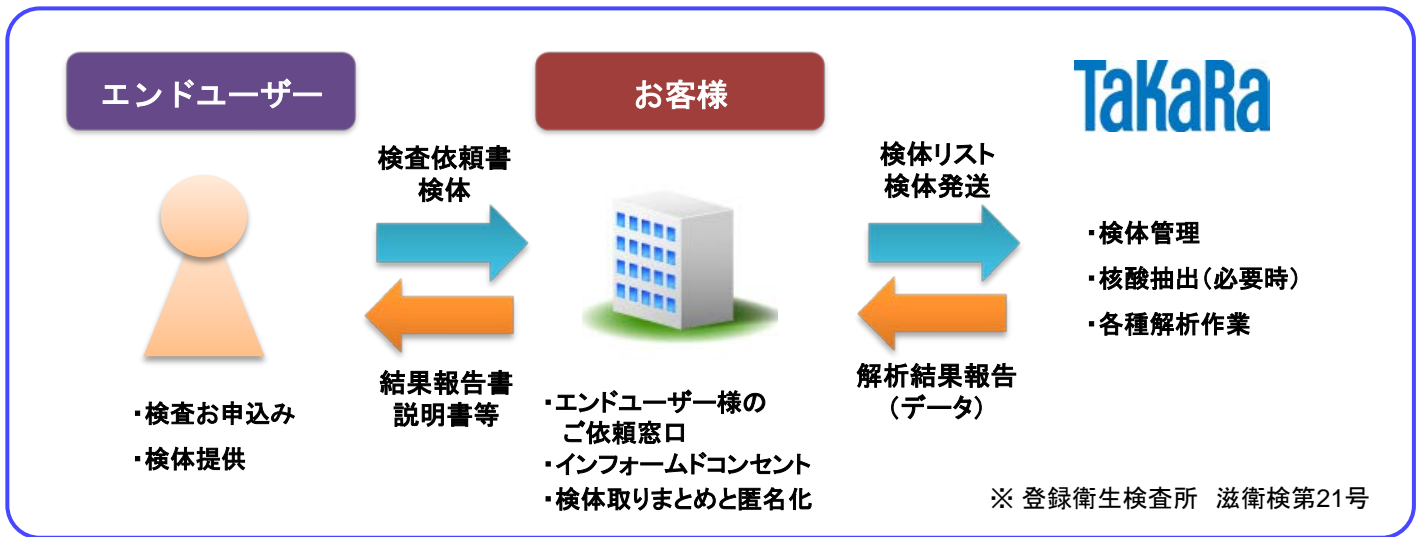 エンドユーザー
お客様
TaKaRa
検査依頼書
検体
検体リスト
検体発送
・検体管理
・核酸抽出(必要時)
・各種解析作業
結果報告書
説明書等
解析結果報告
(データ)
・検査お申込み
・検体提供
・エンドユーザー様の
ご依頼窓口
・インフォームドコンセント
・検体取りまとめと匿名化
※ 登録衛生検査所 滋衛検第21号